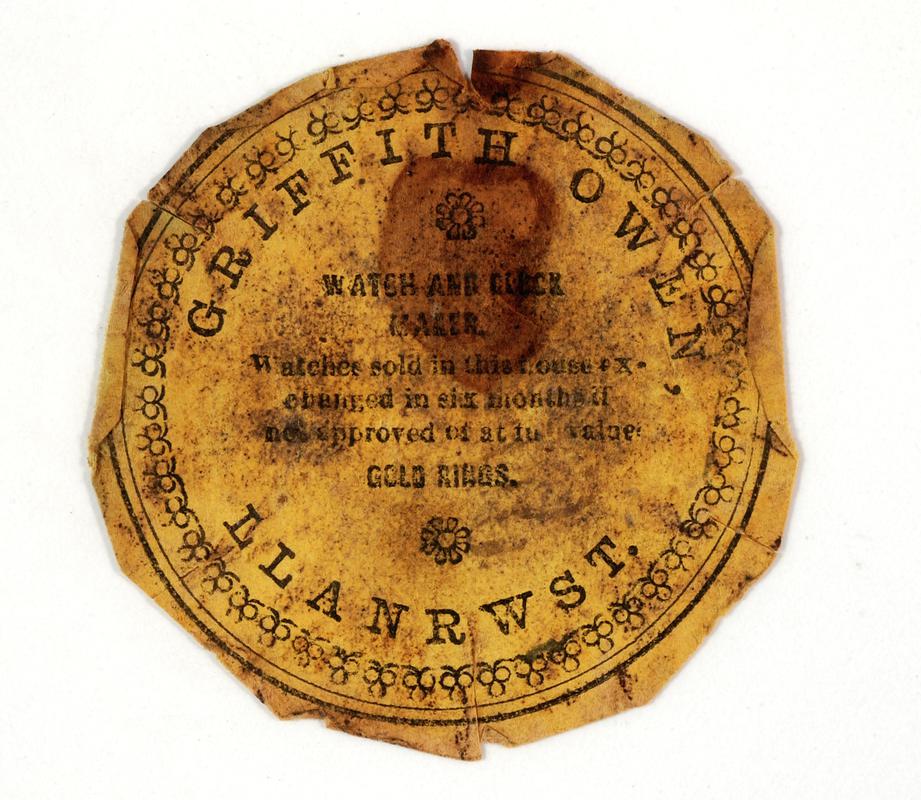 GRIFFITH OWEN,
WATCH AND CLOCK
MAKER.
Watches sold in this house ex-
changed in six months if
not approved of at full value
GOLD RINGS.
LLANRWST.